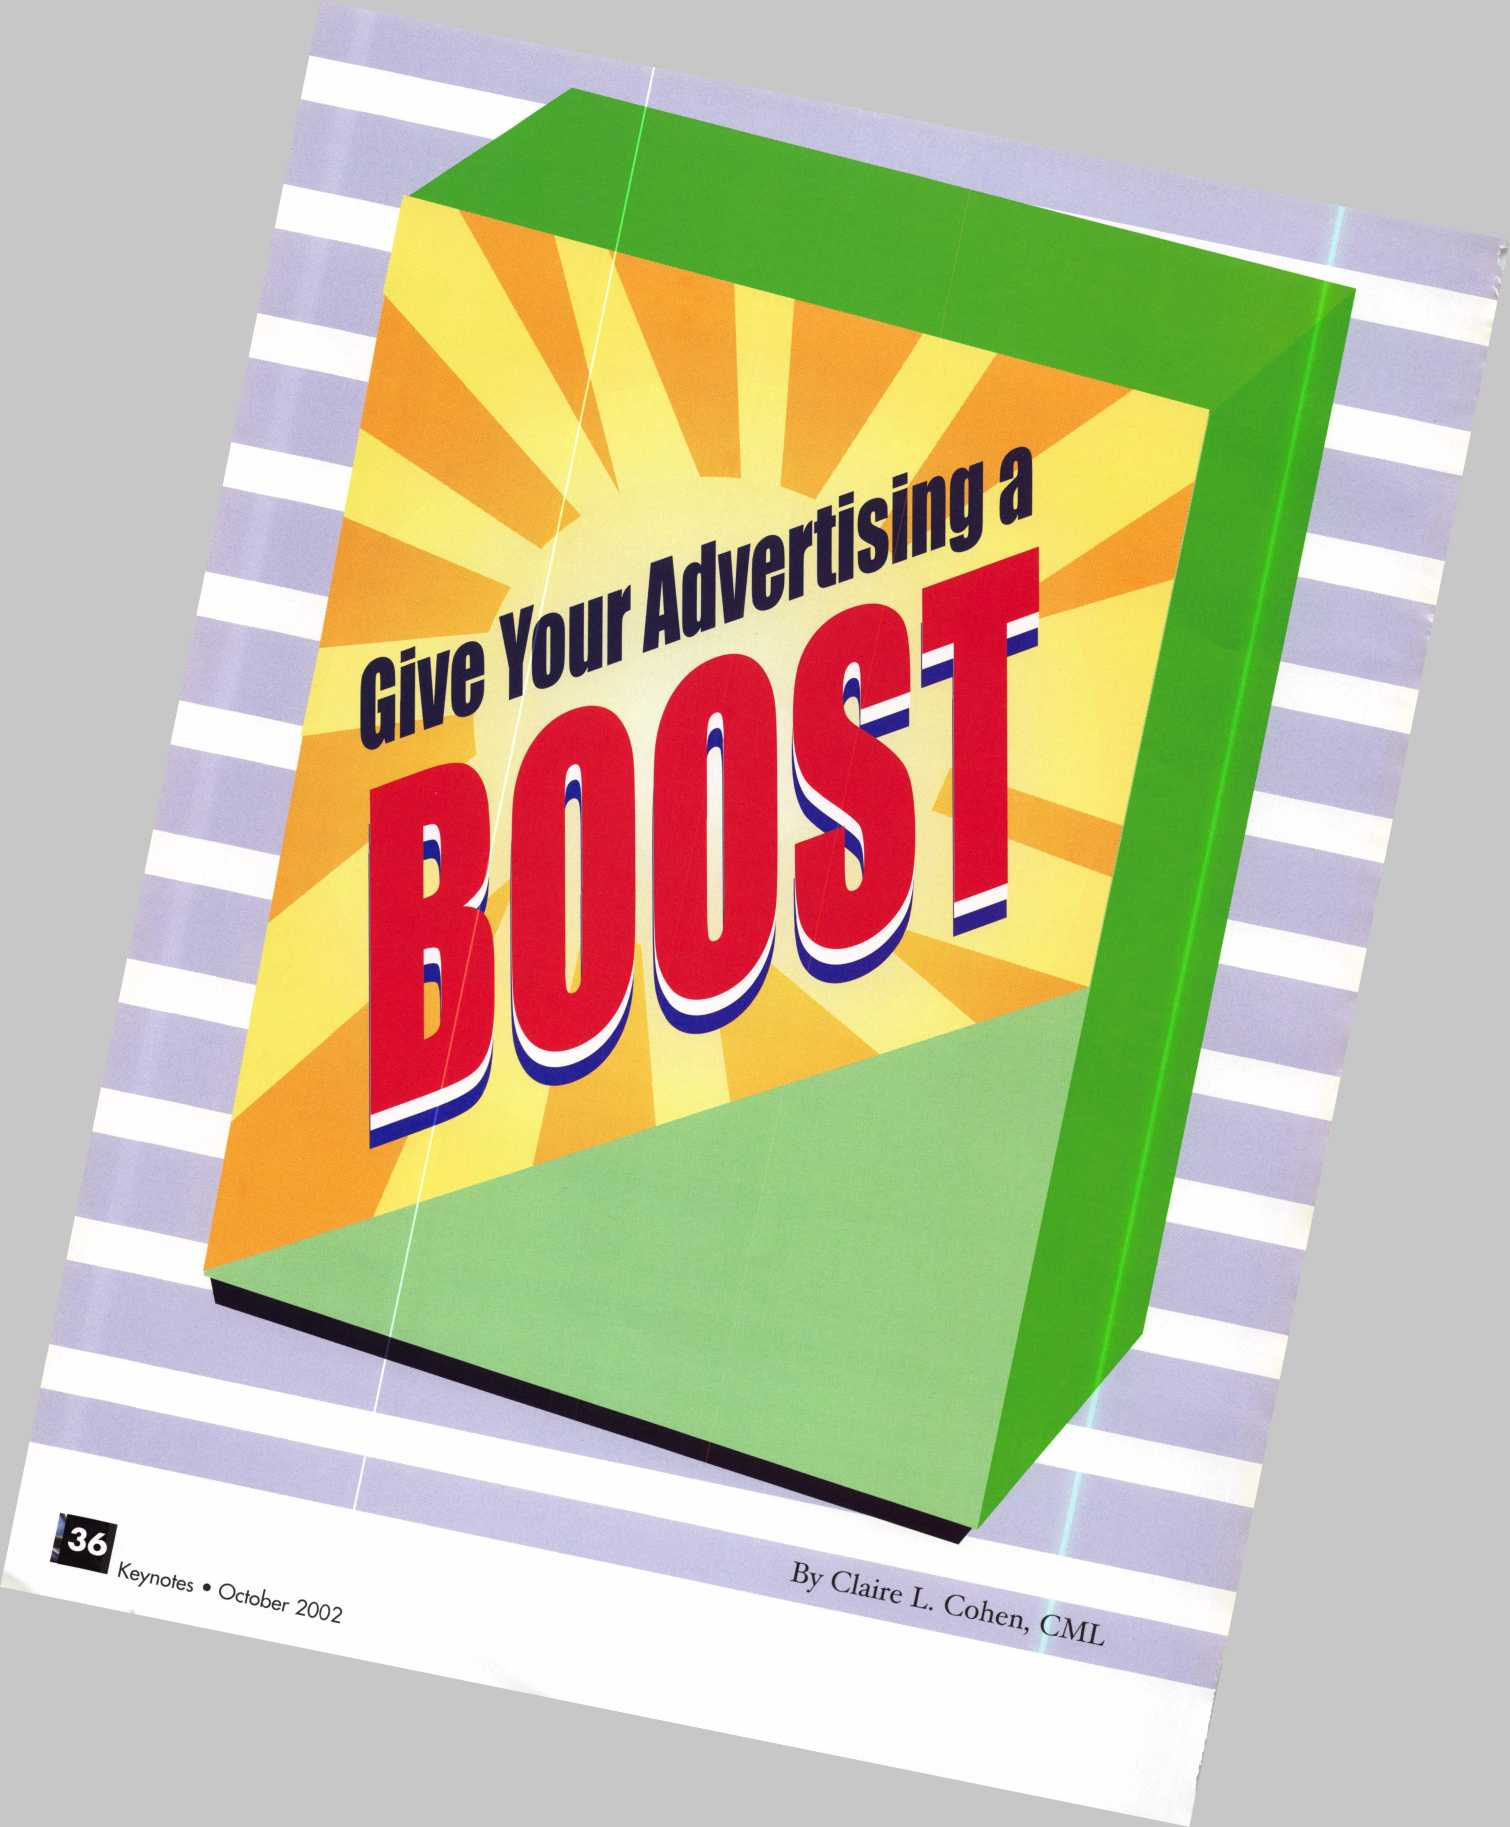 Give Your Advertising a
BOOST
By Claire L. Cohen, CML
36
Keynotes • October 2002